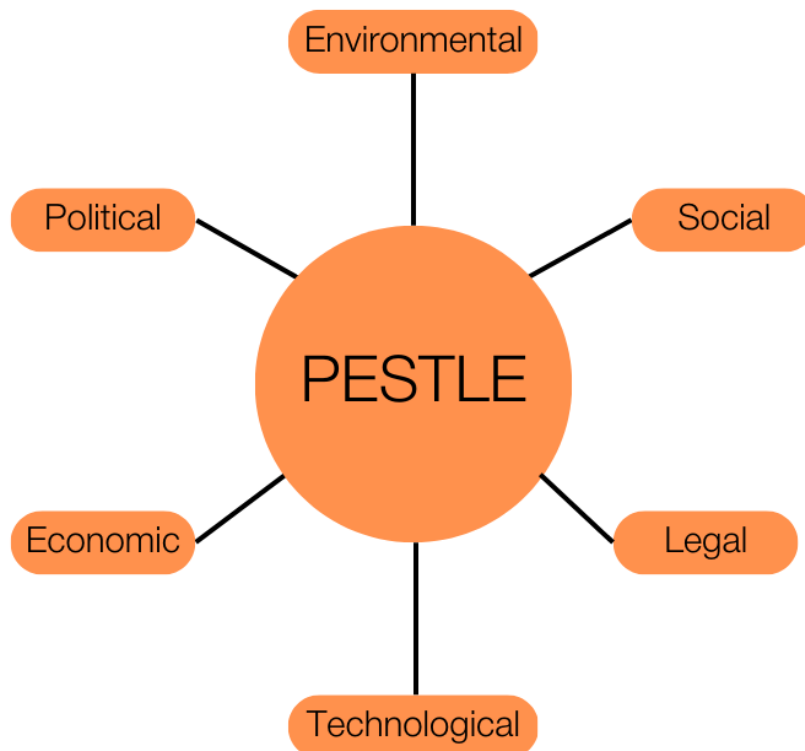 Environmental
Political
Social
PESTLE
Economic
Legal
Technological